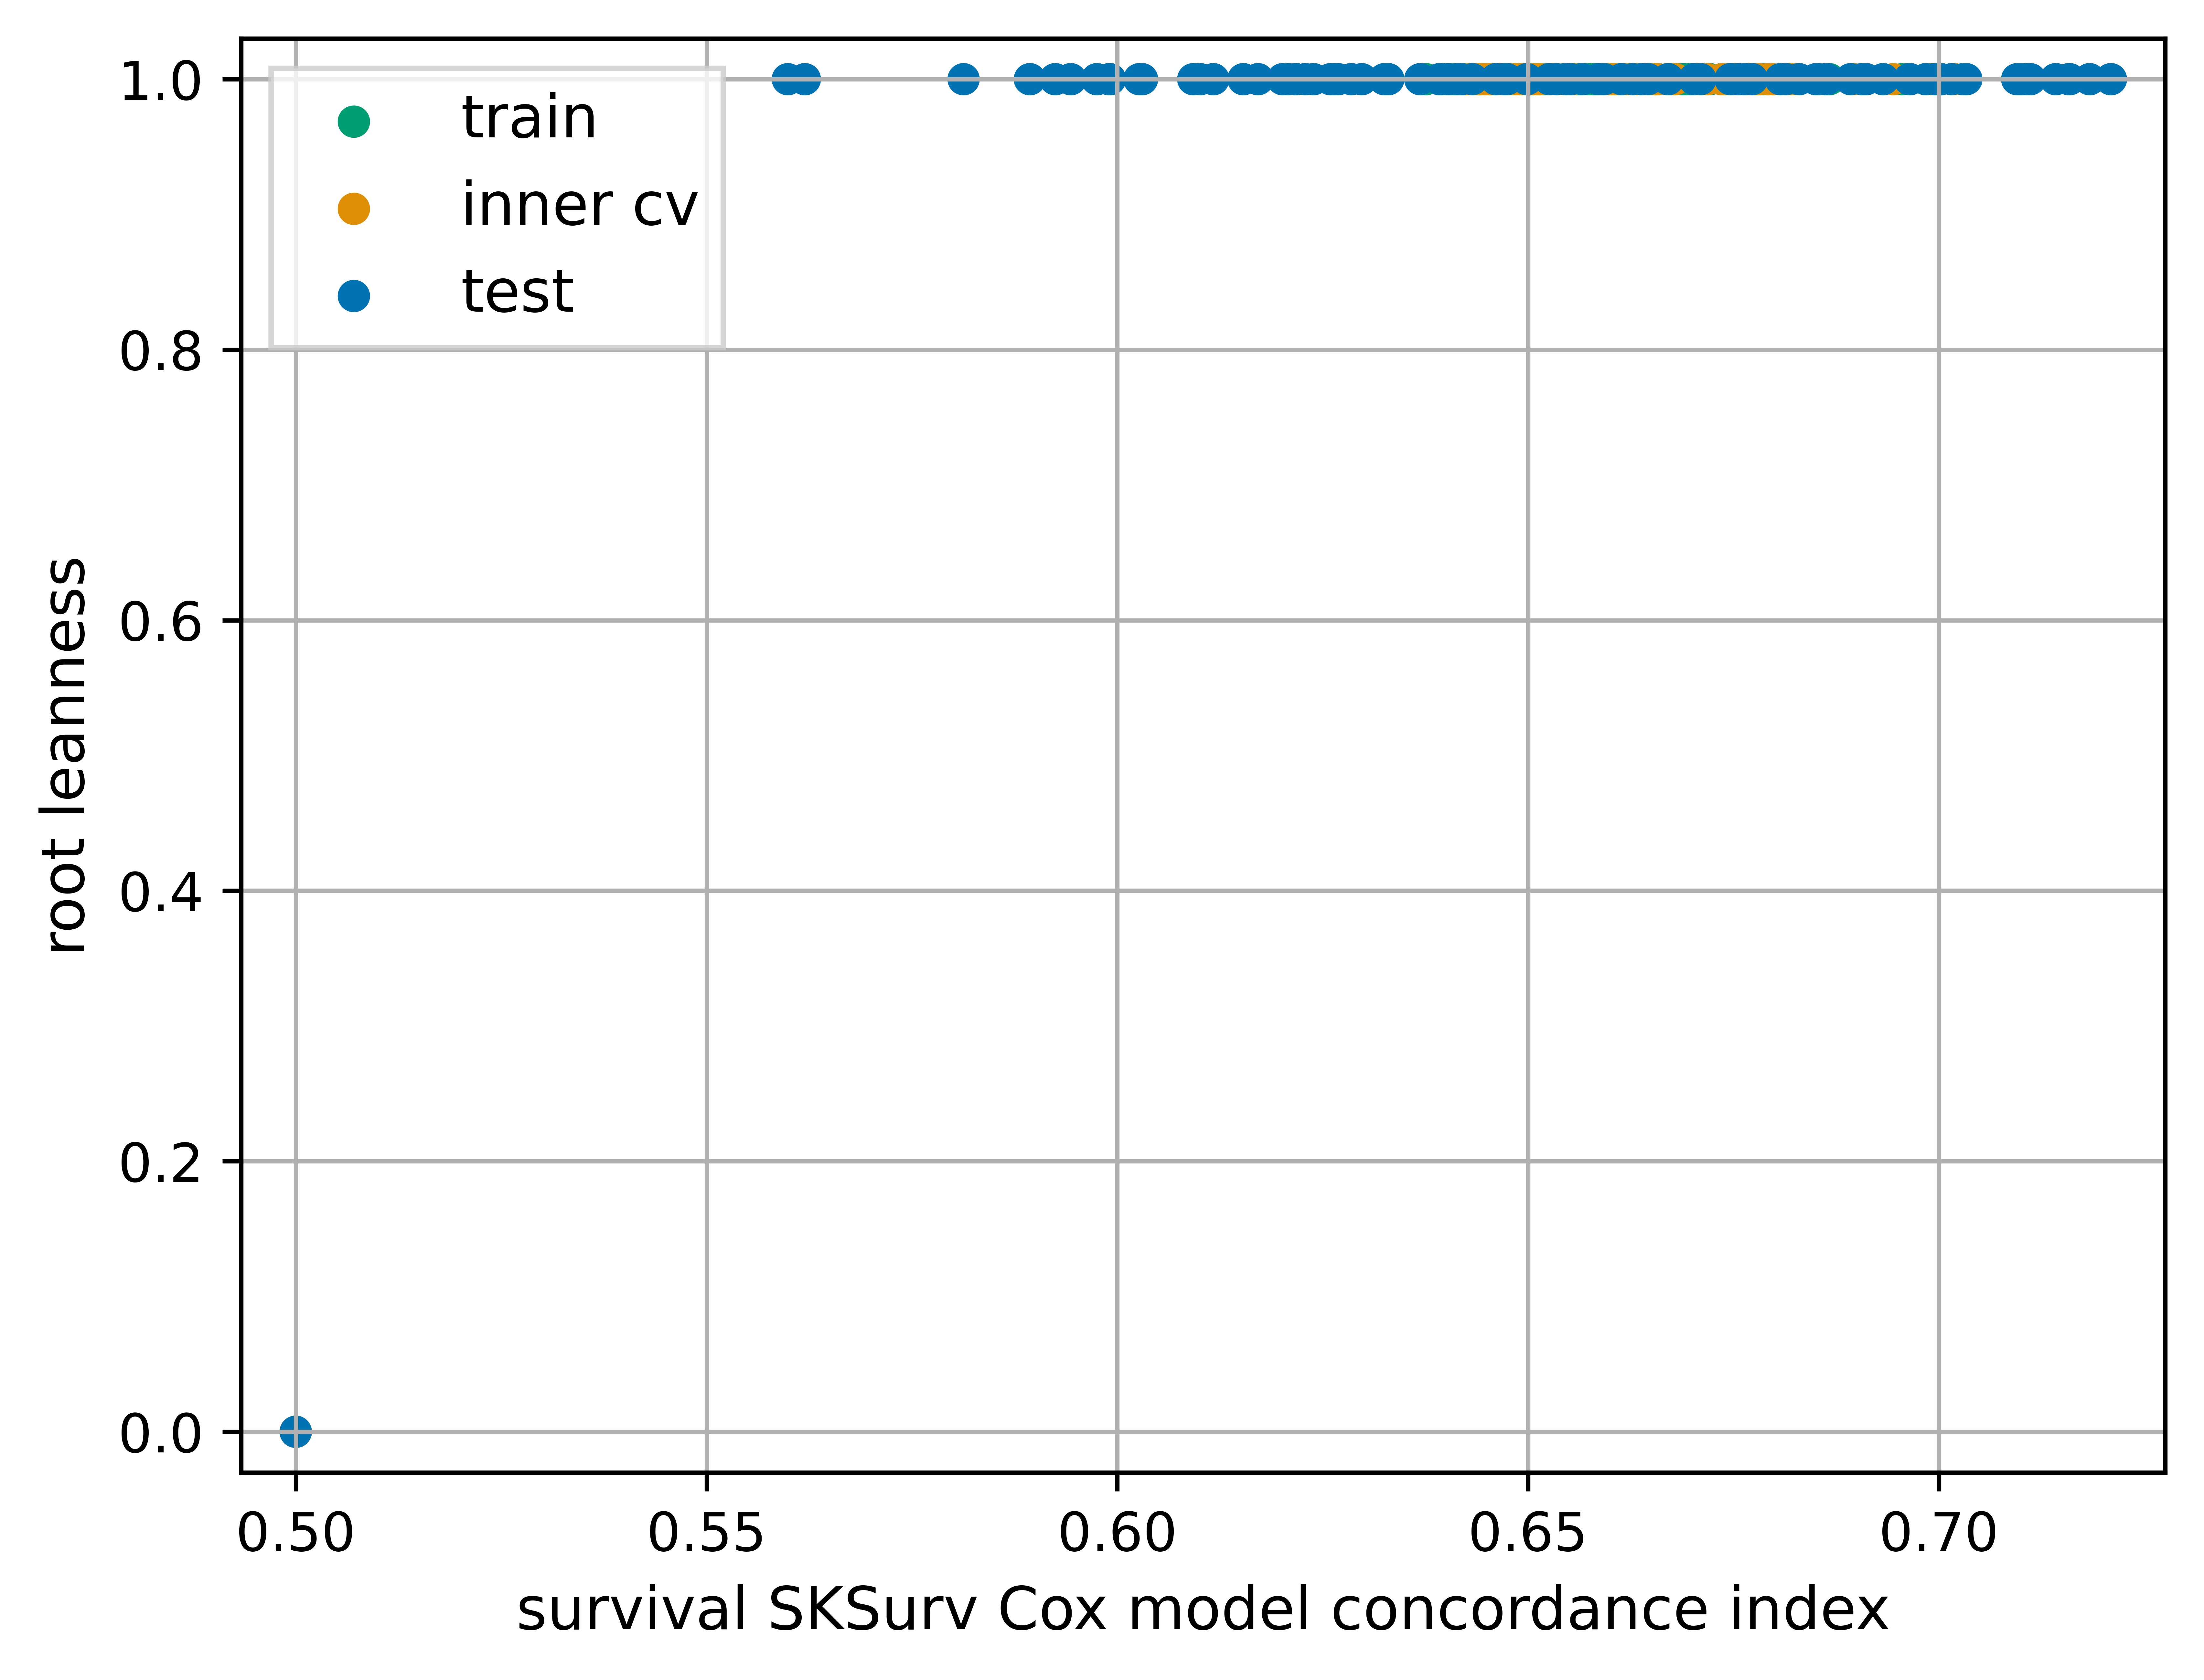 train
inner cv
test
1.0
0.8
0.6
0.4
0.2
0.0
root leanness
0.50 0.55 0.60 0.65 0.70
survival SKSurv Cox model concordance index